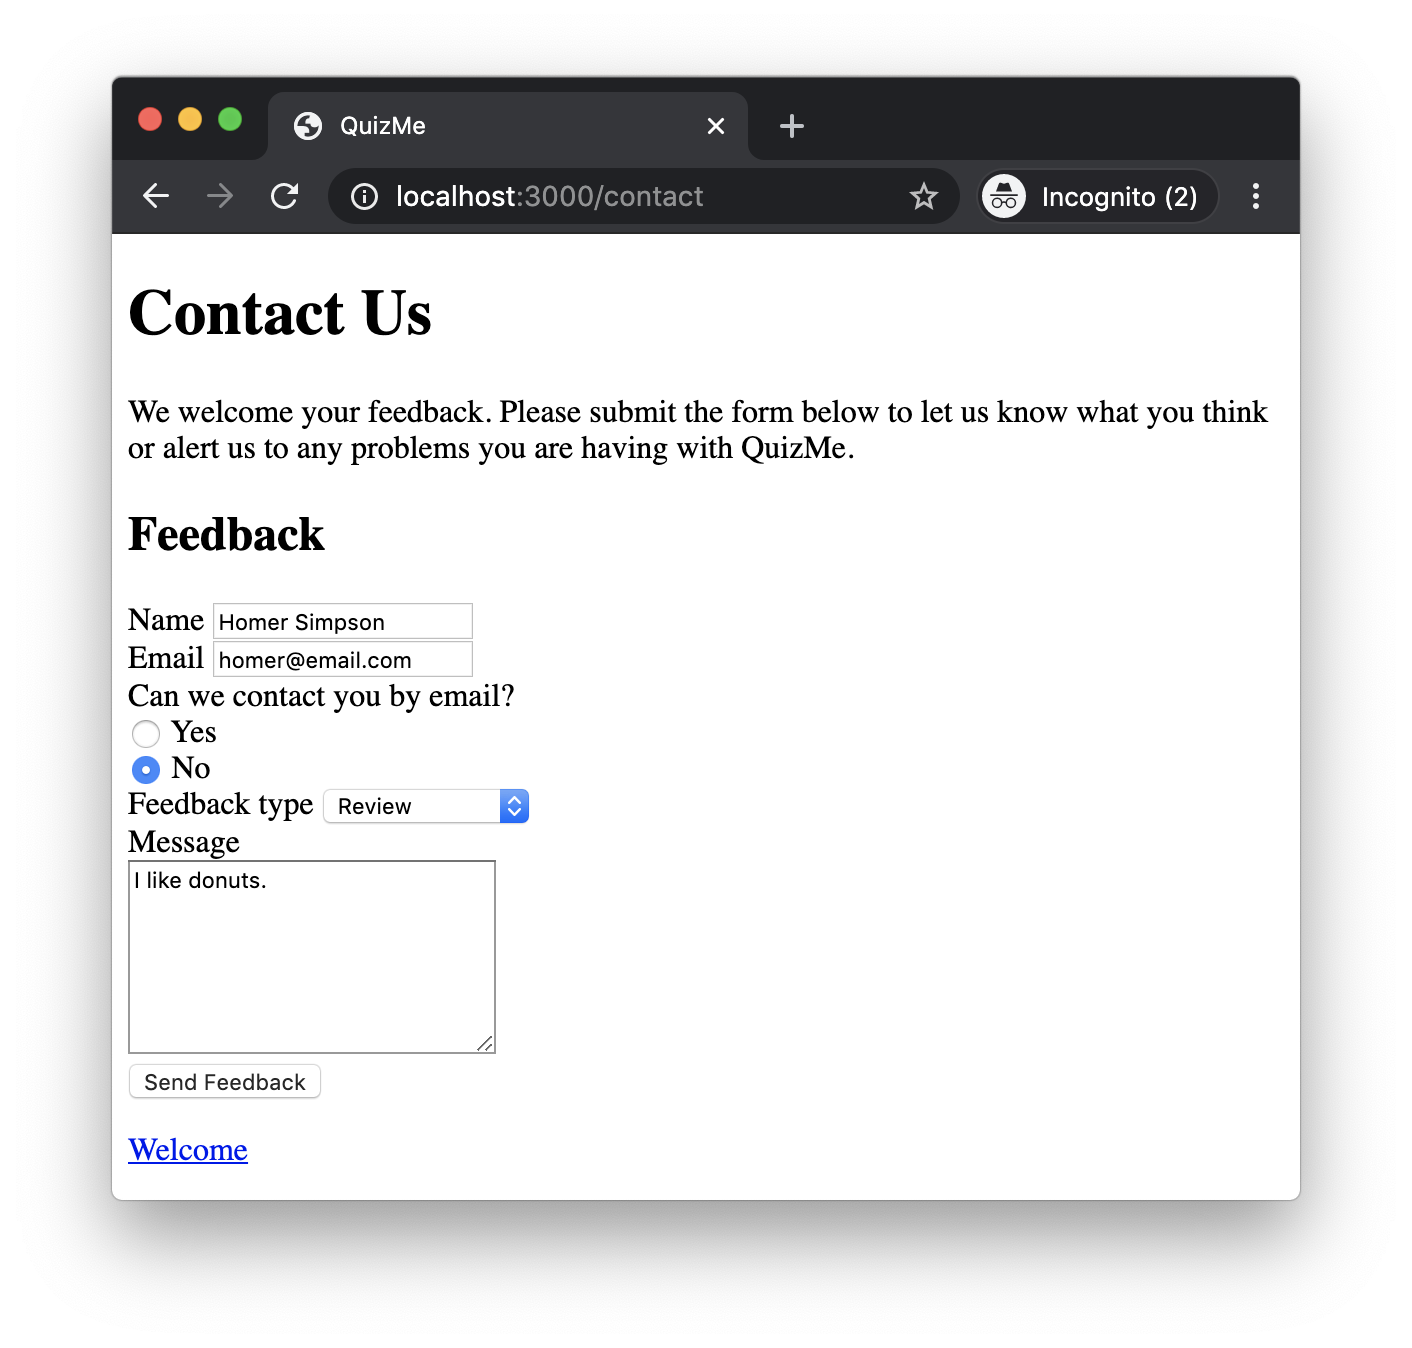 QuizMe
localhost:3000/contact
Incognito (2)
Contact Us
We welcome your feedback. Please submit the form below to let us know what you think
or alert us to any problems you are having with QuizMe.
Feedback
Name Homer Simpson
Email homer@email.com
Can we contact you by email?
Yes
No
Feedback type Review
Message
I like donuts.
Send Feedback
Welcome